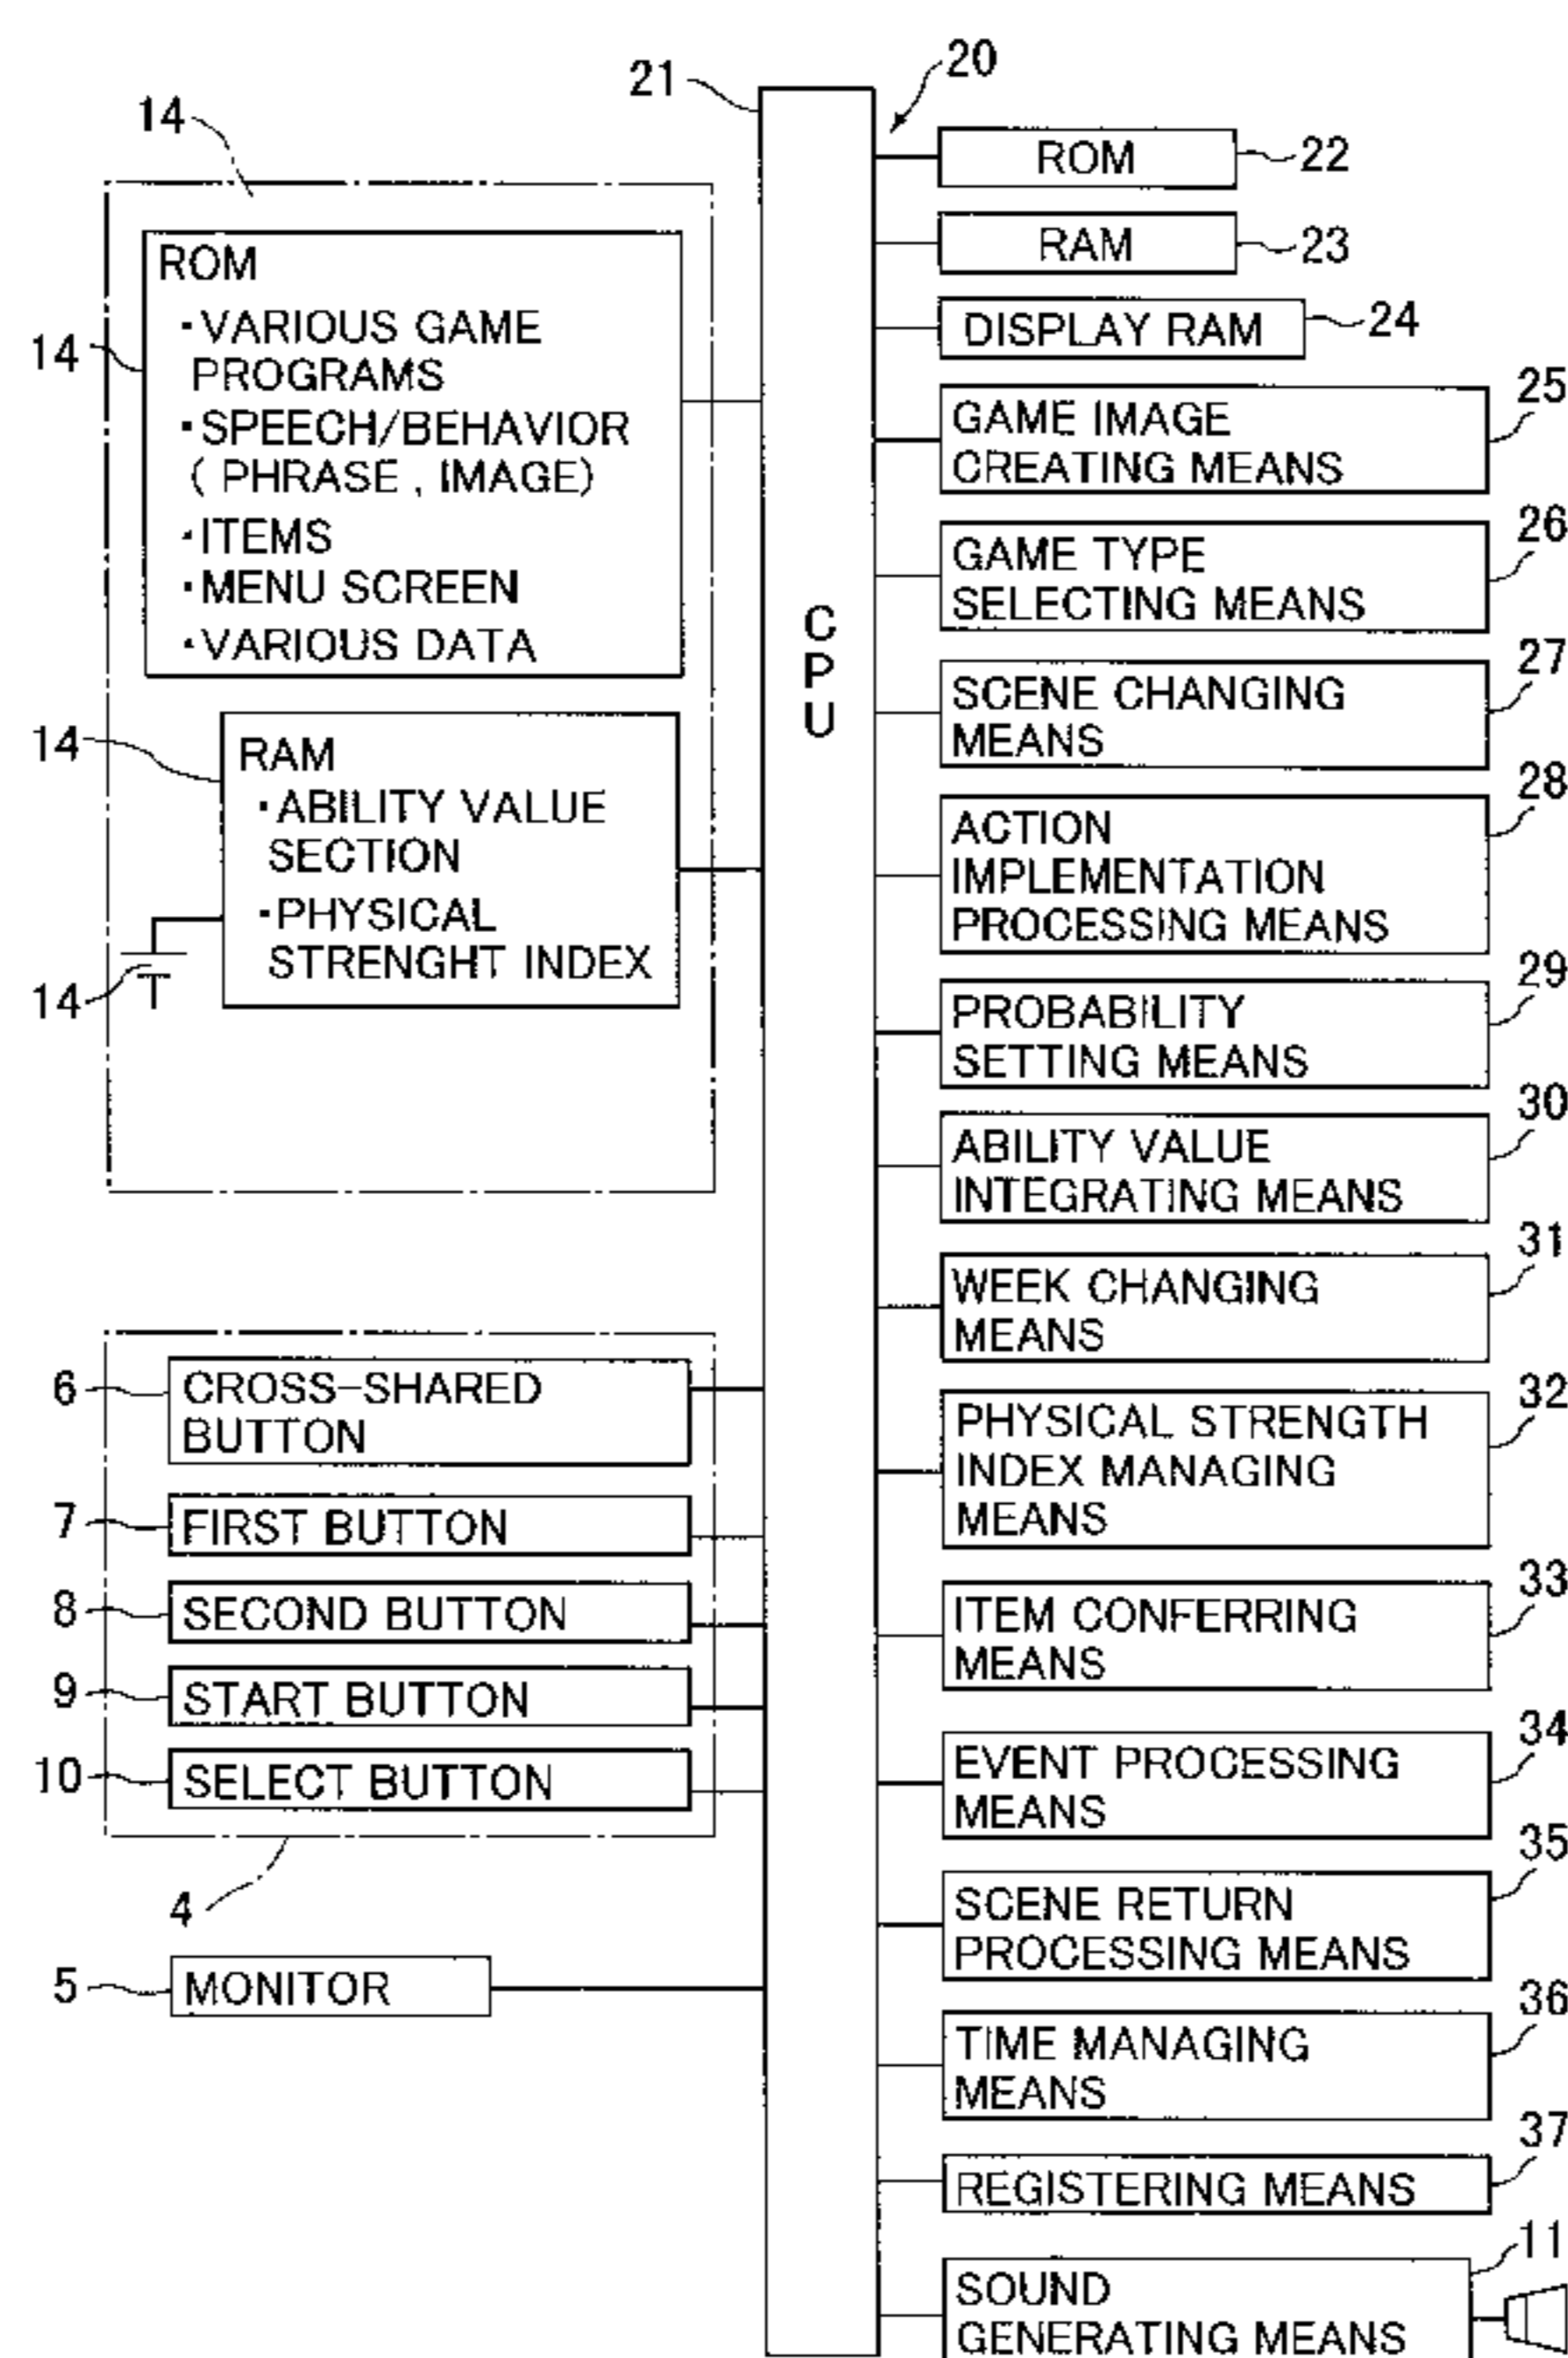 14
ROM
・VARIOUS GAME
PROGRAMS
・SPEECH/BEHAVIOR
( PHRASE , IMAGE)
・ITEMS
・MENU SCREEN
・VARIOUS DATA
14
RAM
・ABILITY VALUE
SECTION
・PHYSICAL
STRENGHT INDEX
14
14
CROSS-SHARED
BUTTON
6
FIRST BUTTON
7
SECOND BUTTON
8
START BUTTON
9
SELECT BUTTON
10
4
MONITOR
5
21
CPU
20
ROM
22
RAM
23
DISPLAY RAM
24
GAME IMAGE
CREATING MEANS
25
GAME TYPE
SELECTING MEANS
26
SCENE CHANGING
MEANS
27
ACTION
IMPLEMENTATION
PROCESSING MEANS
28
PROBABILITY
SETTING MEANS
29
ABILITY VALUE
INTEGRATING MEANS
30
WEEK CHANGING
MEANS
31
PHYSICAL STRENGTH
INDEX MANAGING
MEANS
32
ITEM CONFERRING
MEANS
33
EVENT PROCESSING
MEANS
34
SCENE RETURN
PROCESSING MEANS
35
TIME MANAGING
MEANS
36
REGISTERING MEANS
37
SOUND
GENERATING MEANS
11